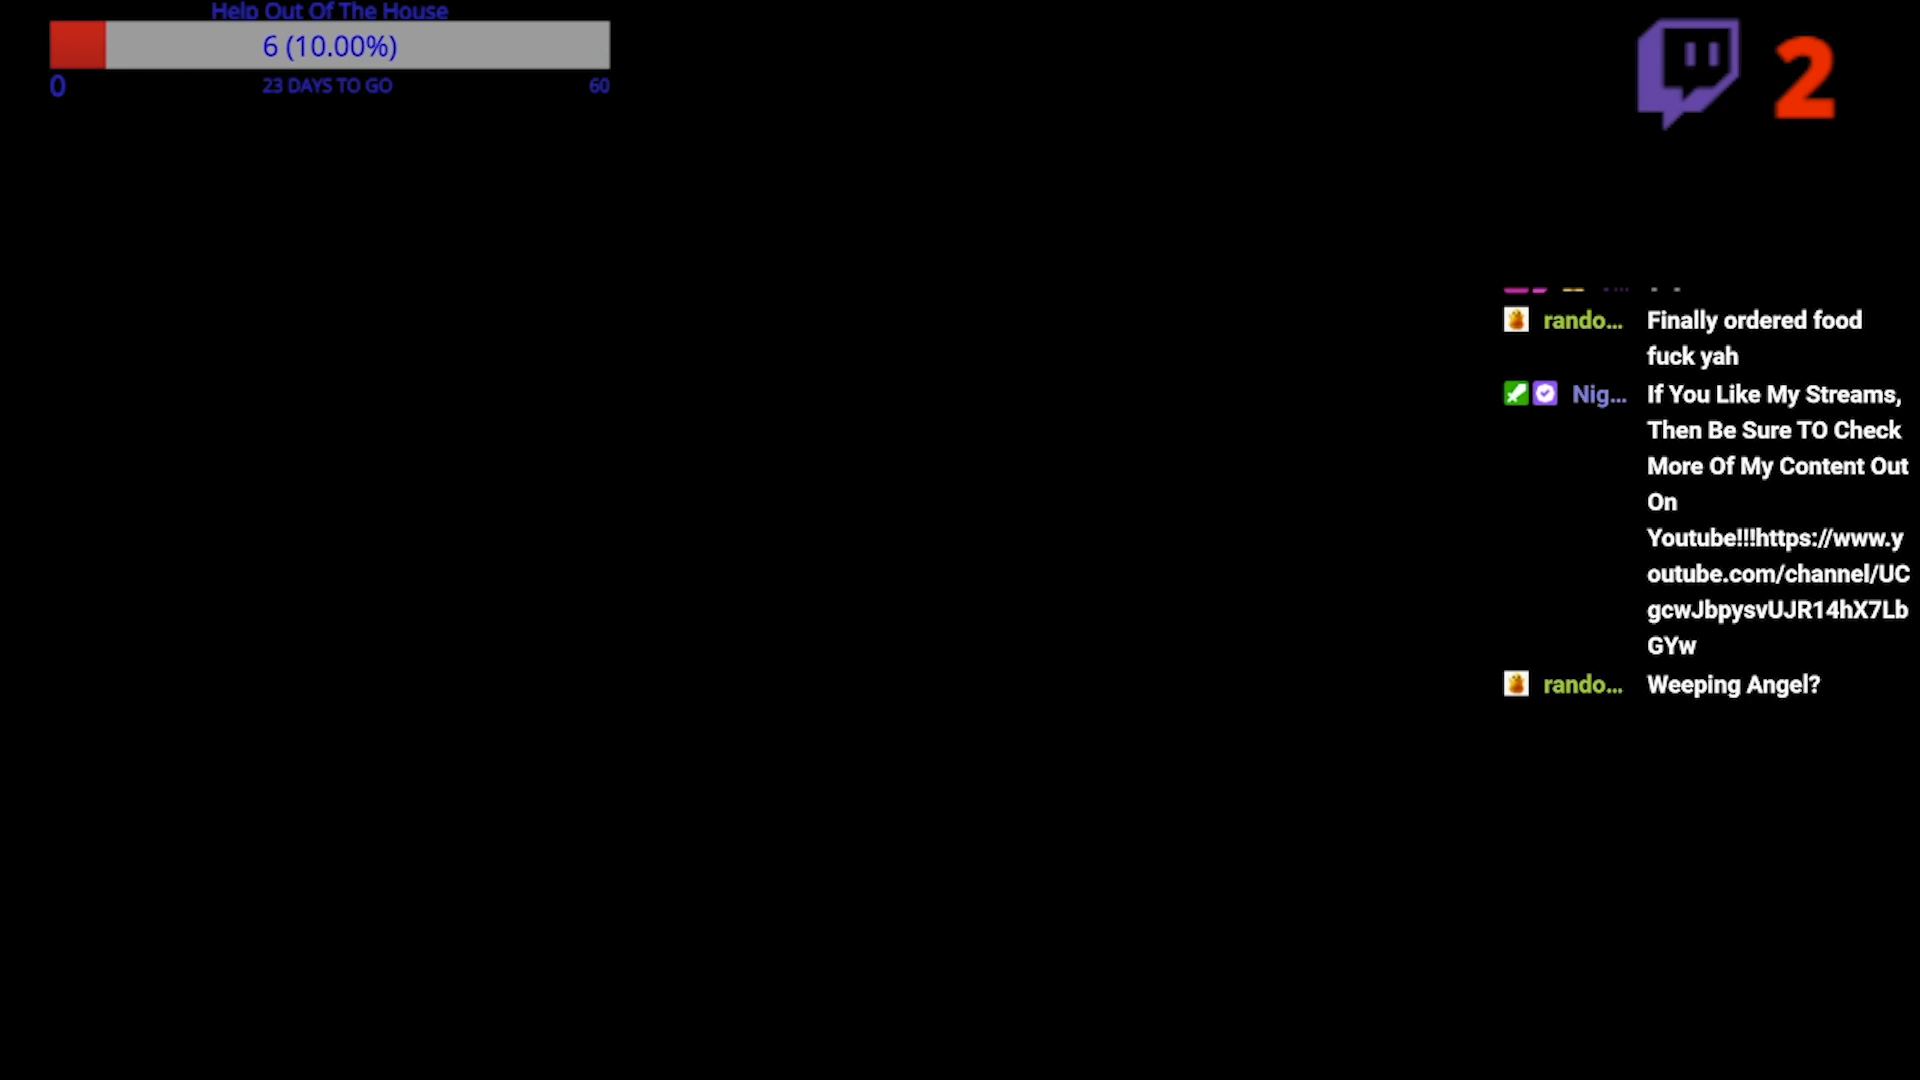 Help Out Of The House
6 (10.00%)
0
23 DAYS TO GO
60
2
rando... Finally ordered food
fuck yah
Nig... If You Like My Streams,
Then Be Sure TO Check
More Of My Content Out
On
Youtube!!!https://www.y
outube.com/channel/UC
gcwJbpysvUJR14hX7Lb
GYw
rando... Weeping Angel?